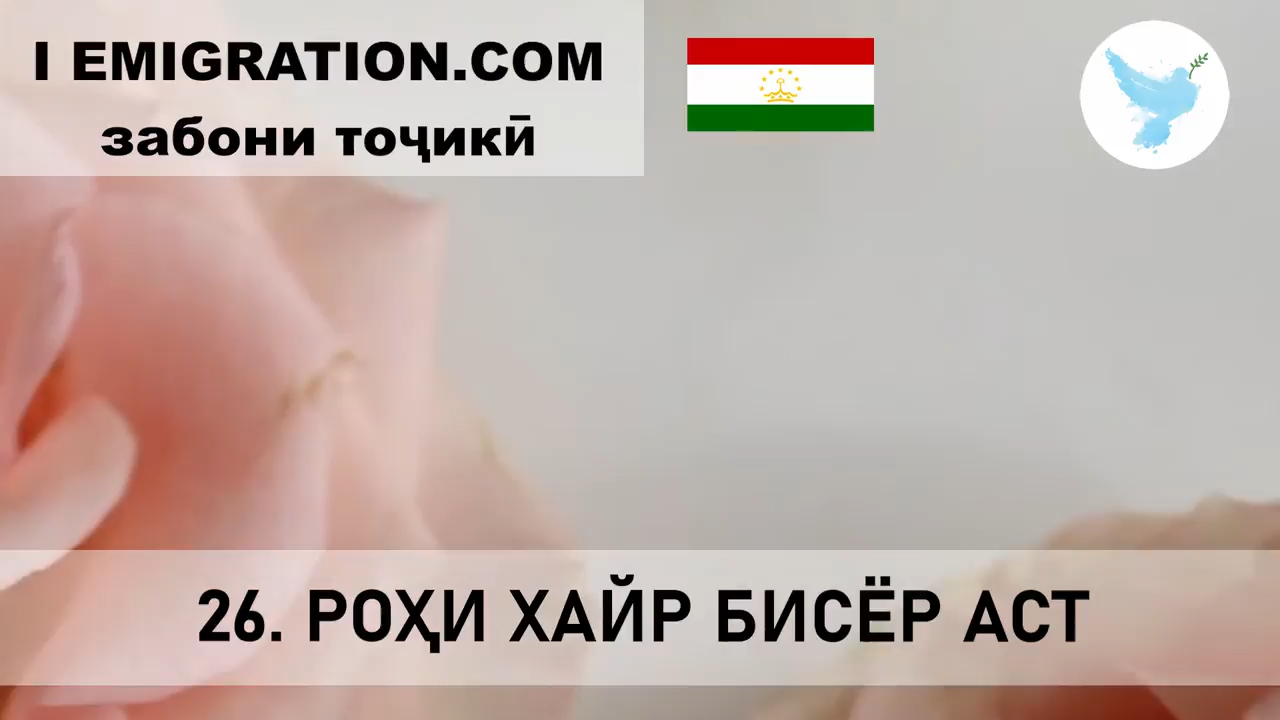 I EMIGRATION.COM
забони тоҷикӣ
26. РОҲИ ХАЙР БИСЁР АСТ